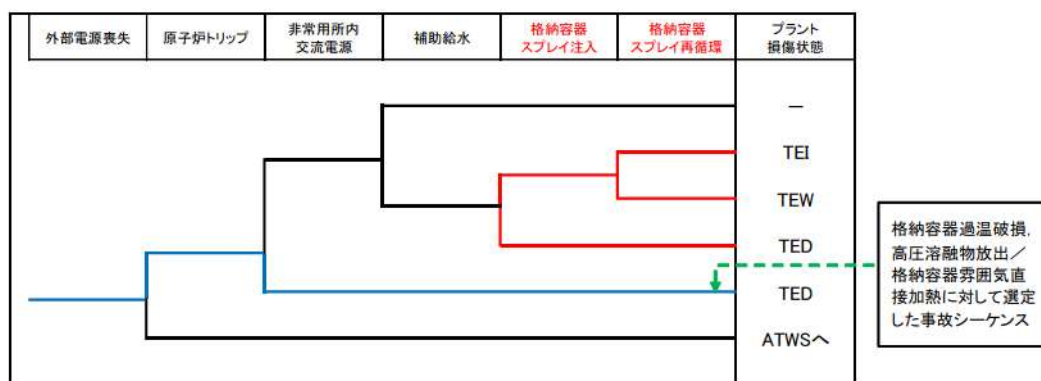 外部電源喪失
原子炉トリップ
非常用所内
交流電源
補助給水
格納容器
スプレイ注入
格納容器
スプレイ再循環
プラント
損傷状態
－
TEI
TEW
TED
TED
ATWSへ
格納容器過温破損，
高圧溶融物放出／
格納容器雰囲気直
接加熱に対して選定
した事故シーケンス